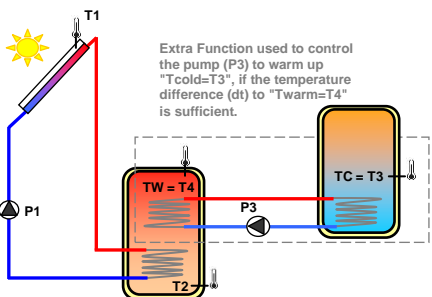 T1
Extra Function used to control
the pump (P3) to warm up
"Tcold=T3", if the temperature
difference (dt) to "Twarm=T4"
is sufficient.
TW = T4
TC = T3
P1
P3
T2